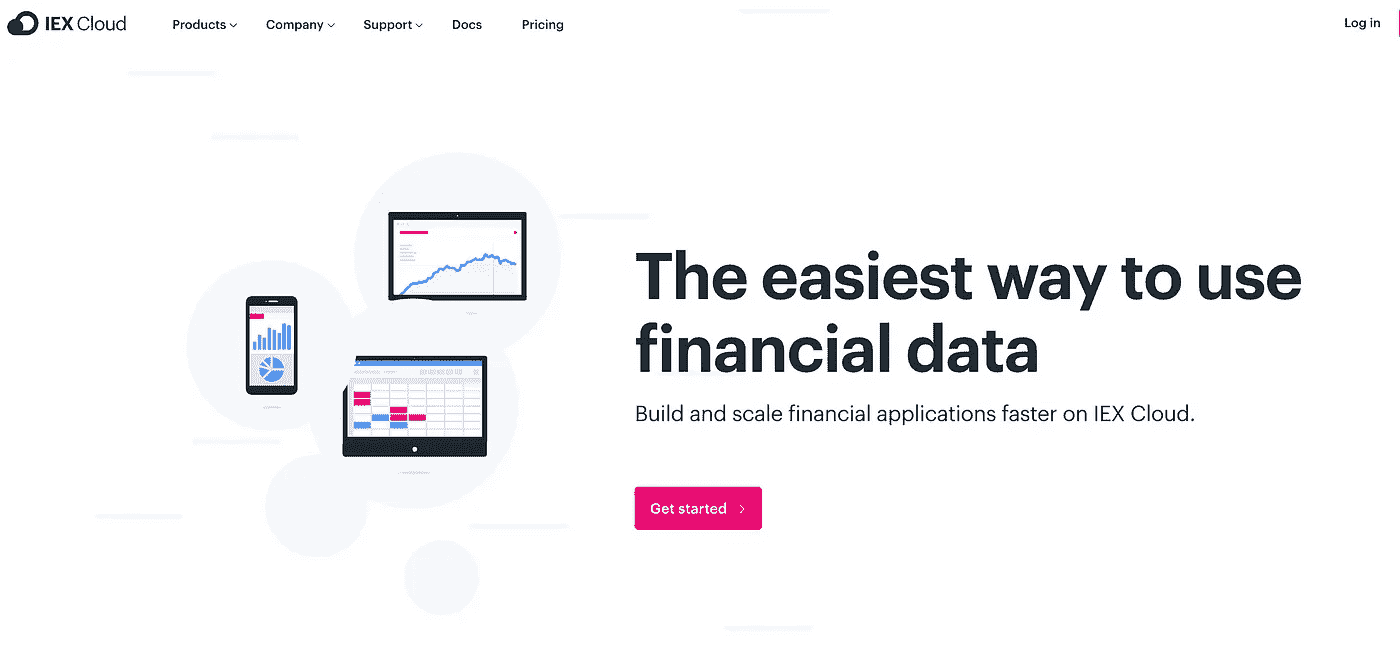 IEX Cloud
Products
Company
Support
Docs
Pricing
Log in
The easiest way to use
financial data
Build and scale financial applications faster on IEX Cloud.
Get started